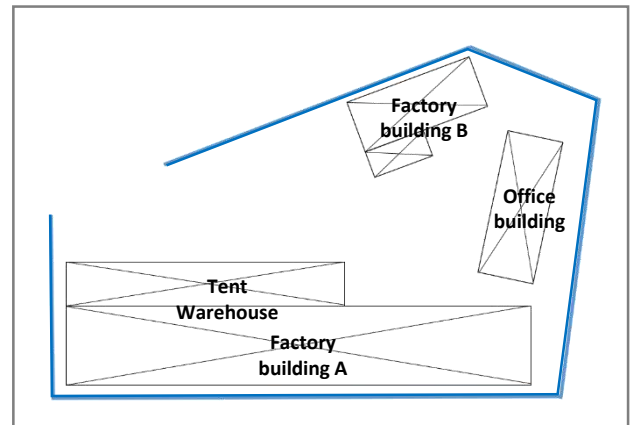 Factory
building B
Office
building
Tent
Warehouse
Factory
building A